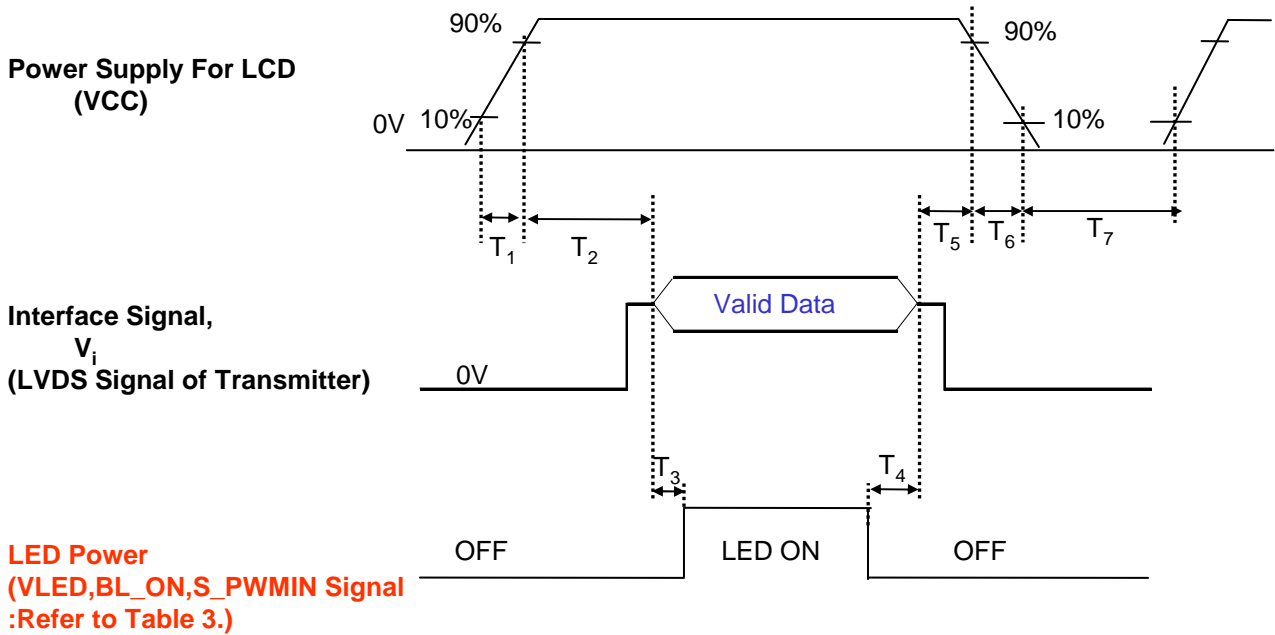 90%
90%
Power Supply For LCD
(VCC)
0V
10%
10%
T1
T2
T5
T6
T7
Valid Data
Interface Signal,
Vi
(LVDS Signal of Transmitter)
0V
T3
T4
OFF
LED ON
OFF
LED Power
(VLED,BL_ON,S_PWMIN Signal
:Refer to Table 3.)